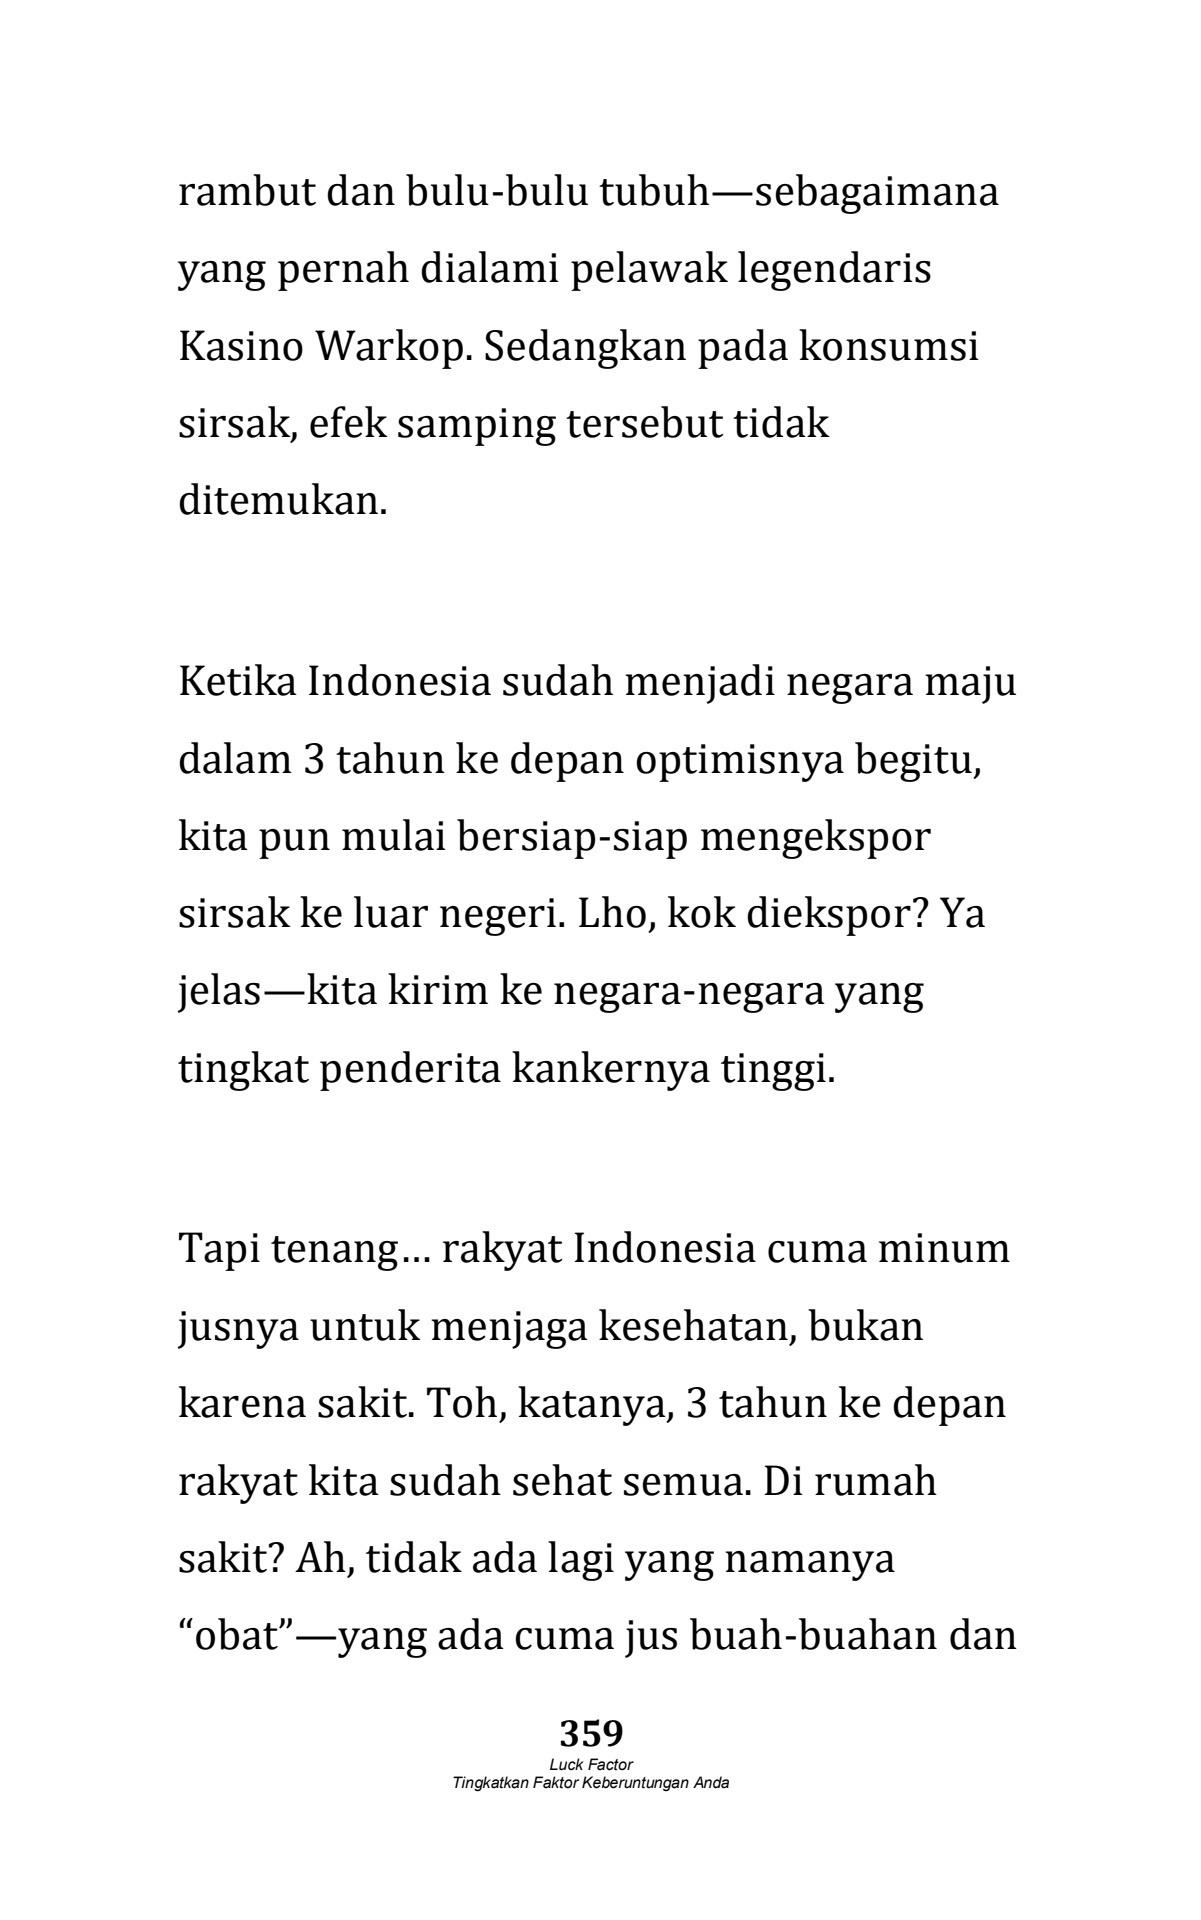 rambut dan bulu-bulu tubuh—sebagaimana
yang pernah dialami pelawak legendaris
Kasino Warkop. Sedangkan pada konsumsi
sirsak, efek samping tersebut tidak
ditemukan.
Ketika Indonesia sudah menjadi negara maju
dalam 3 tahun ke depan optimisnya begitu,
kita pun mulai bersiap-siap mengekspor
sirsak ke luar negeri. Lho, kok diekspor? Ya
jelas—kita kirim ke negara-negara yang
tingkat penderita kankernya tinggi.
Tapi tenang... rakyat Indonesia cuma minum
jusnya untuk menjaga kesehatan, bukan
karena sakit. Toh, katanya, 3 tahun ke depan
rakyat kita sudah sehat semua. Di rumah
sakit? Ah, tidak ada lagi yang namanya
“obat”—yang ada cuma jus buah-buahan dan
359
Luck Factor
Tingkatkan Faktor Keberuntungan Anda